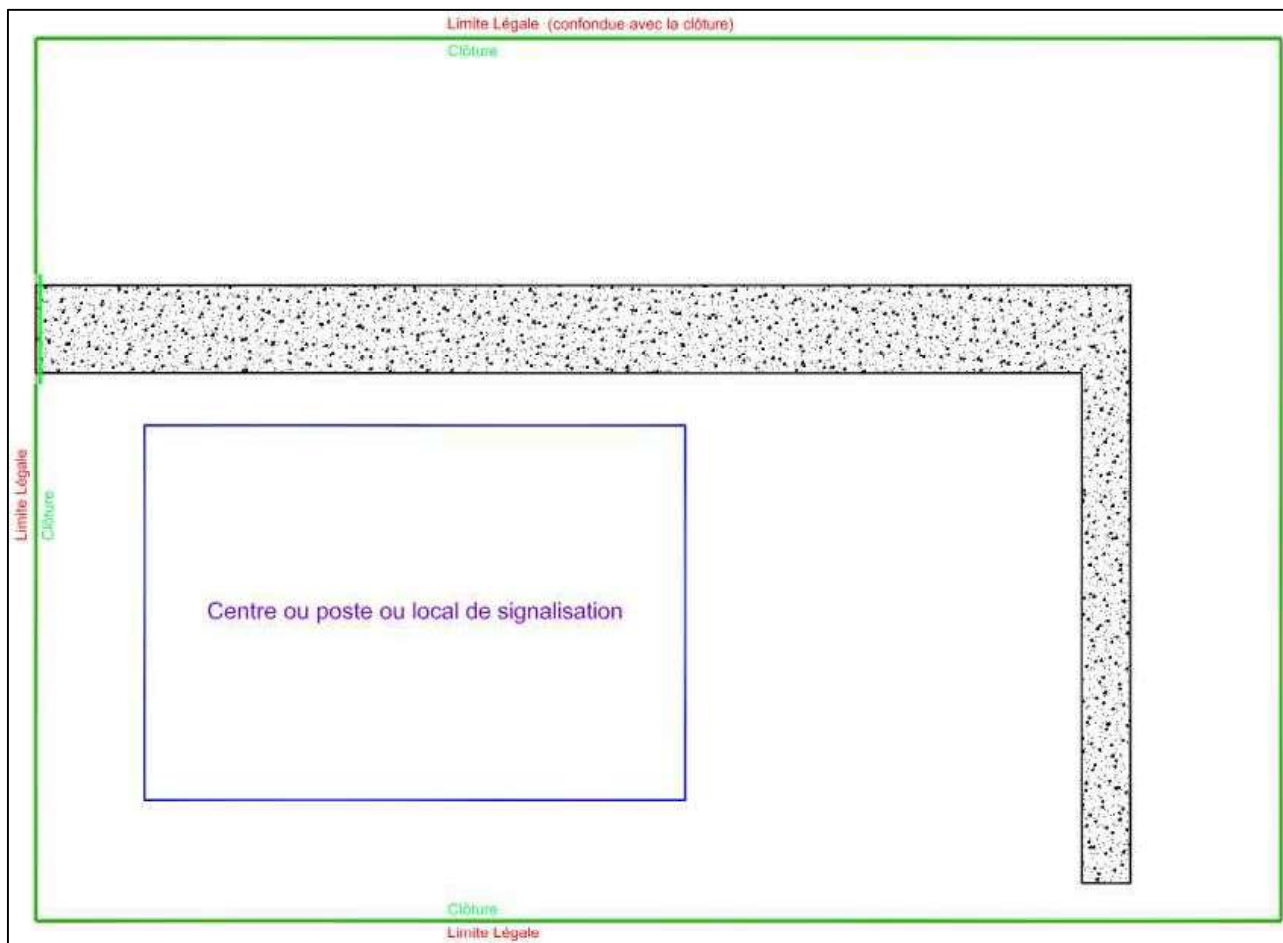 Limite Légale (confondue avec la clôture)
Clôture
Limite Légale
Clôture
Centre ou poste ou local de signalisation
Clôture
Limite Légale